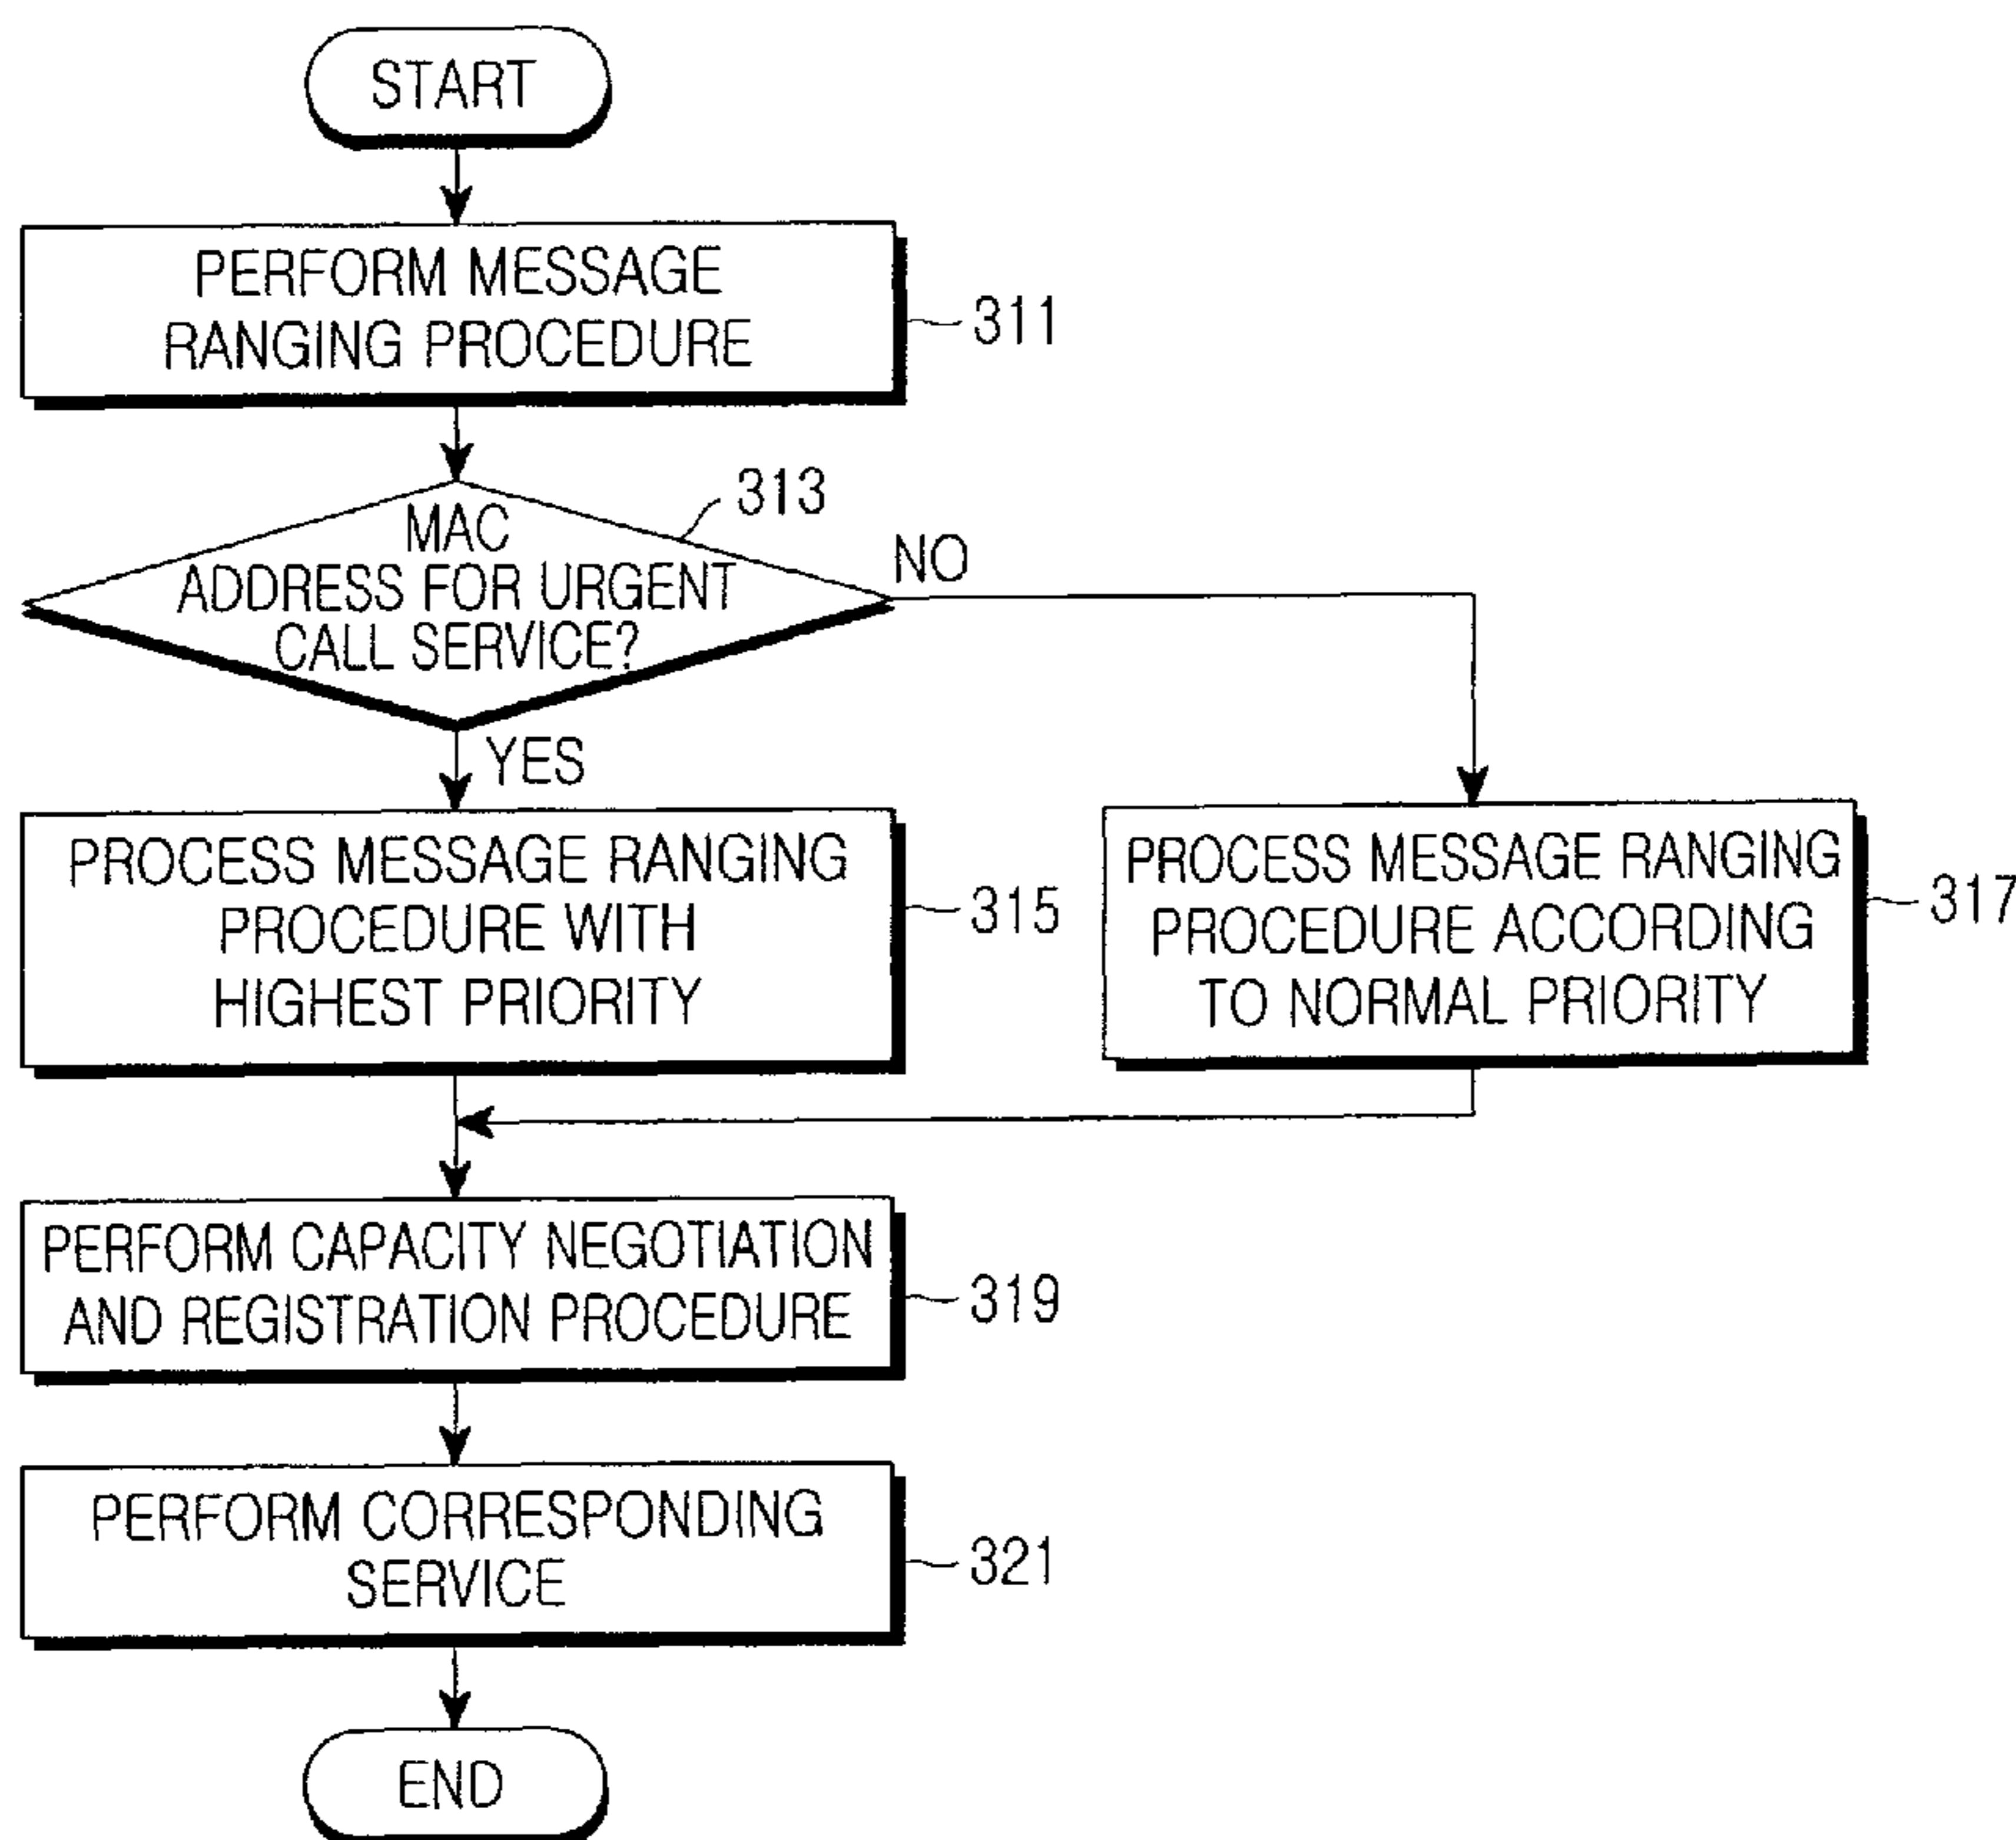 START
PERFORM MESSAGE
RANGING PROCEDURE
311
313
MAC
ADDRESS FOR URGENT
CALL SERVICE?
NO
YES
PROCESS MESSAGE RANGING
PROCEDURE WITH
HIGHEST PRIORITY
315
PROCESS MESSAGE RANGING
PROCEDURE ACCORDING
TO NORMAL PRIORITY
317
PERFORM CAPACITY NEGOTIATION
AND REGISTRATION PROCEDURE
319
PERFORM CORRESPONDING
SERVICE
321
END